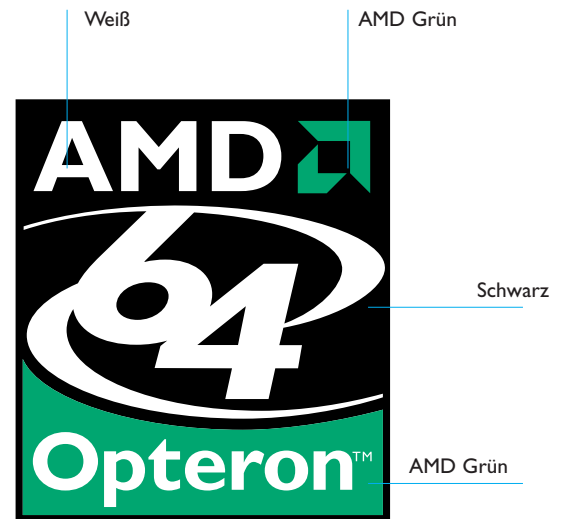 Weiß AMD Grün
AMD
64
Schwarz
Opteron™
AMD Grün